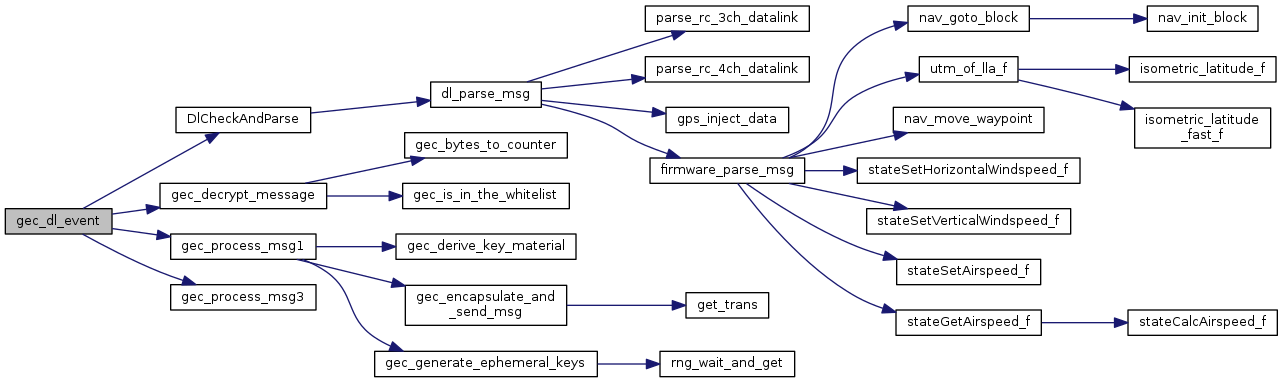 gec_dl_event
DlCheckAndParse
gec_decrypt_message
gec_process_msg1
gec_process_msg3
dl_parse_msg
gec_bytes_to_counter
gec_is_in_the_whitelist
gec_derive_key_material
gec_encapsulate_and
_send_msg
gec_generate_ephemeral_keys
parse_rc_3ch_datalink
parse_rc_4ch_datalink
gps_inject_data
firmware_parse_msg
get_trans
rng_wait_and_get
nav_goto_block
utm_of_lla_f
nav_move_waypoint
stateSetHorizontalWindspeed_f
stateSetVerticalWindspeed_f
stateSetAirspeed_f
stateGetAirspeed_f
nav_init_block
isometric_latitude_f
isometric_latitude
_fast_f
stateCalcAirspeed_f